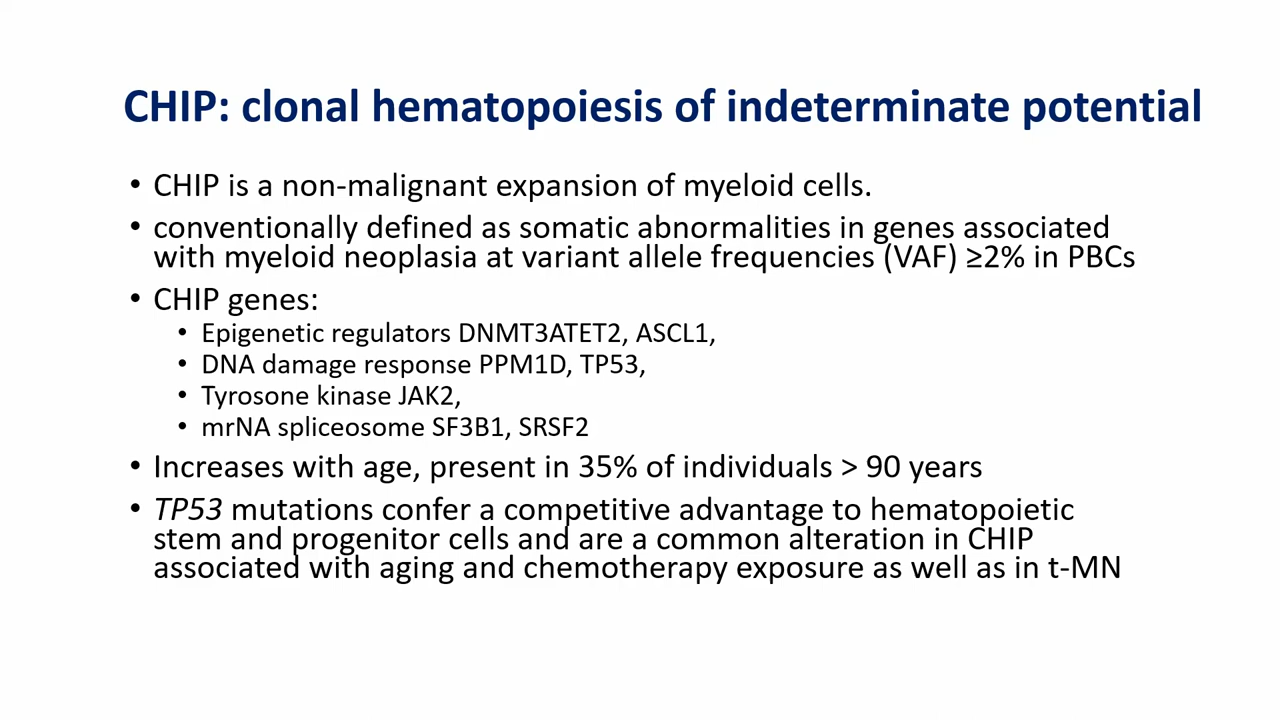 CHIP: clonal hematopoiesis of indeterminate potential
• CHIP is a non-malignant expansion of myeloid cells.
• conventionally defined as somatic abnormalities in genes associated
with myeloid neoplasia at variant allele frequencies (VAF) ≥2% in PBCs
• CHIP genes:
• Epigenetic regulators DNMT3ATET2, ASCL1,
• DNA damage response PPM1D, TP53,
• Tyrosone kinase JAK2,
• mrNA spliceosome SF3B1, SRSF2
• Increases with age, present in 35% of individuals > 90 years
• TP53 mutations confer a competitive advantage to hematopoietic
stem and progenitor cells and are a common alteration in CHIP
associated with aging and chemotherapy exposure as well as in t-MN